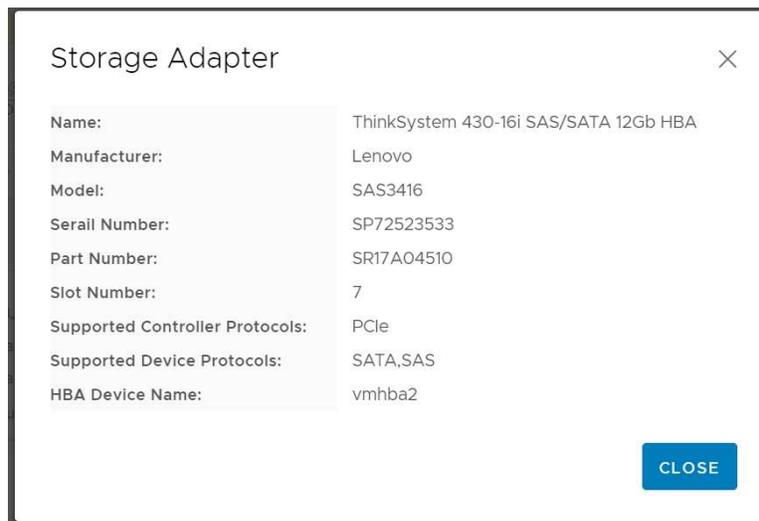 Storage Adapter
Name: ThinkSystem 430-16i SAS/SATA 12Gb HBA
Manufacturer: Lenovo
Model: SAS3416
Serail Number: SP72523533
Part Number: SR17A04510
Slot Number: 7
Supported Controller Protocols: PCIe
Supported Device Protocols: SATA,SAS
HBA Device Name: vmhba2
CLOSE